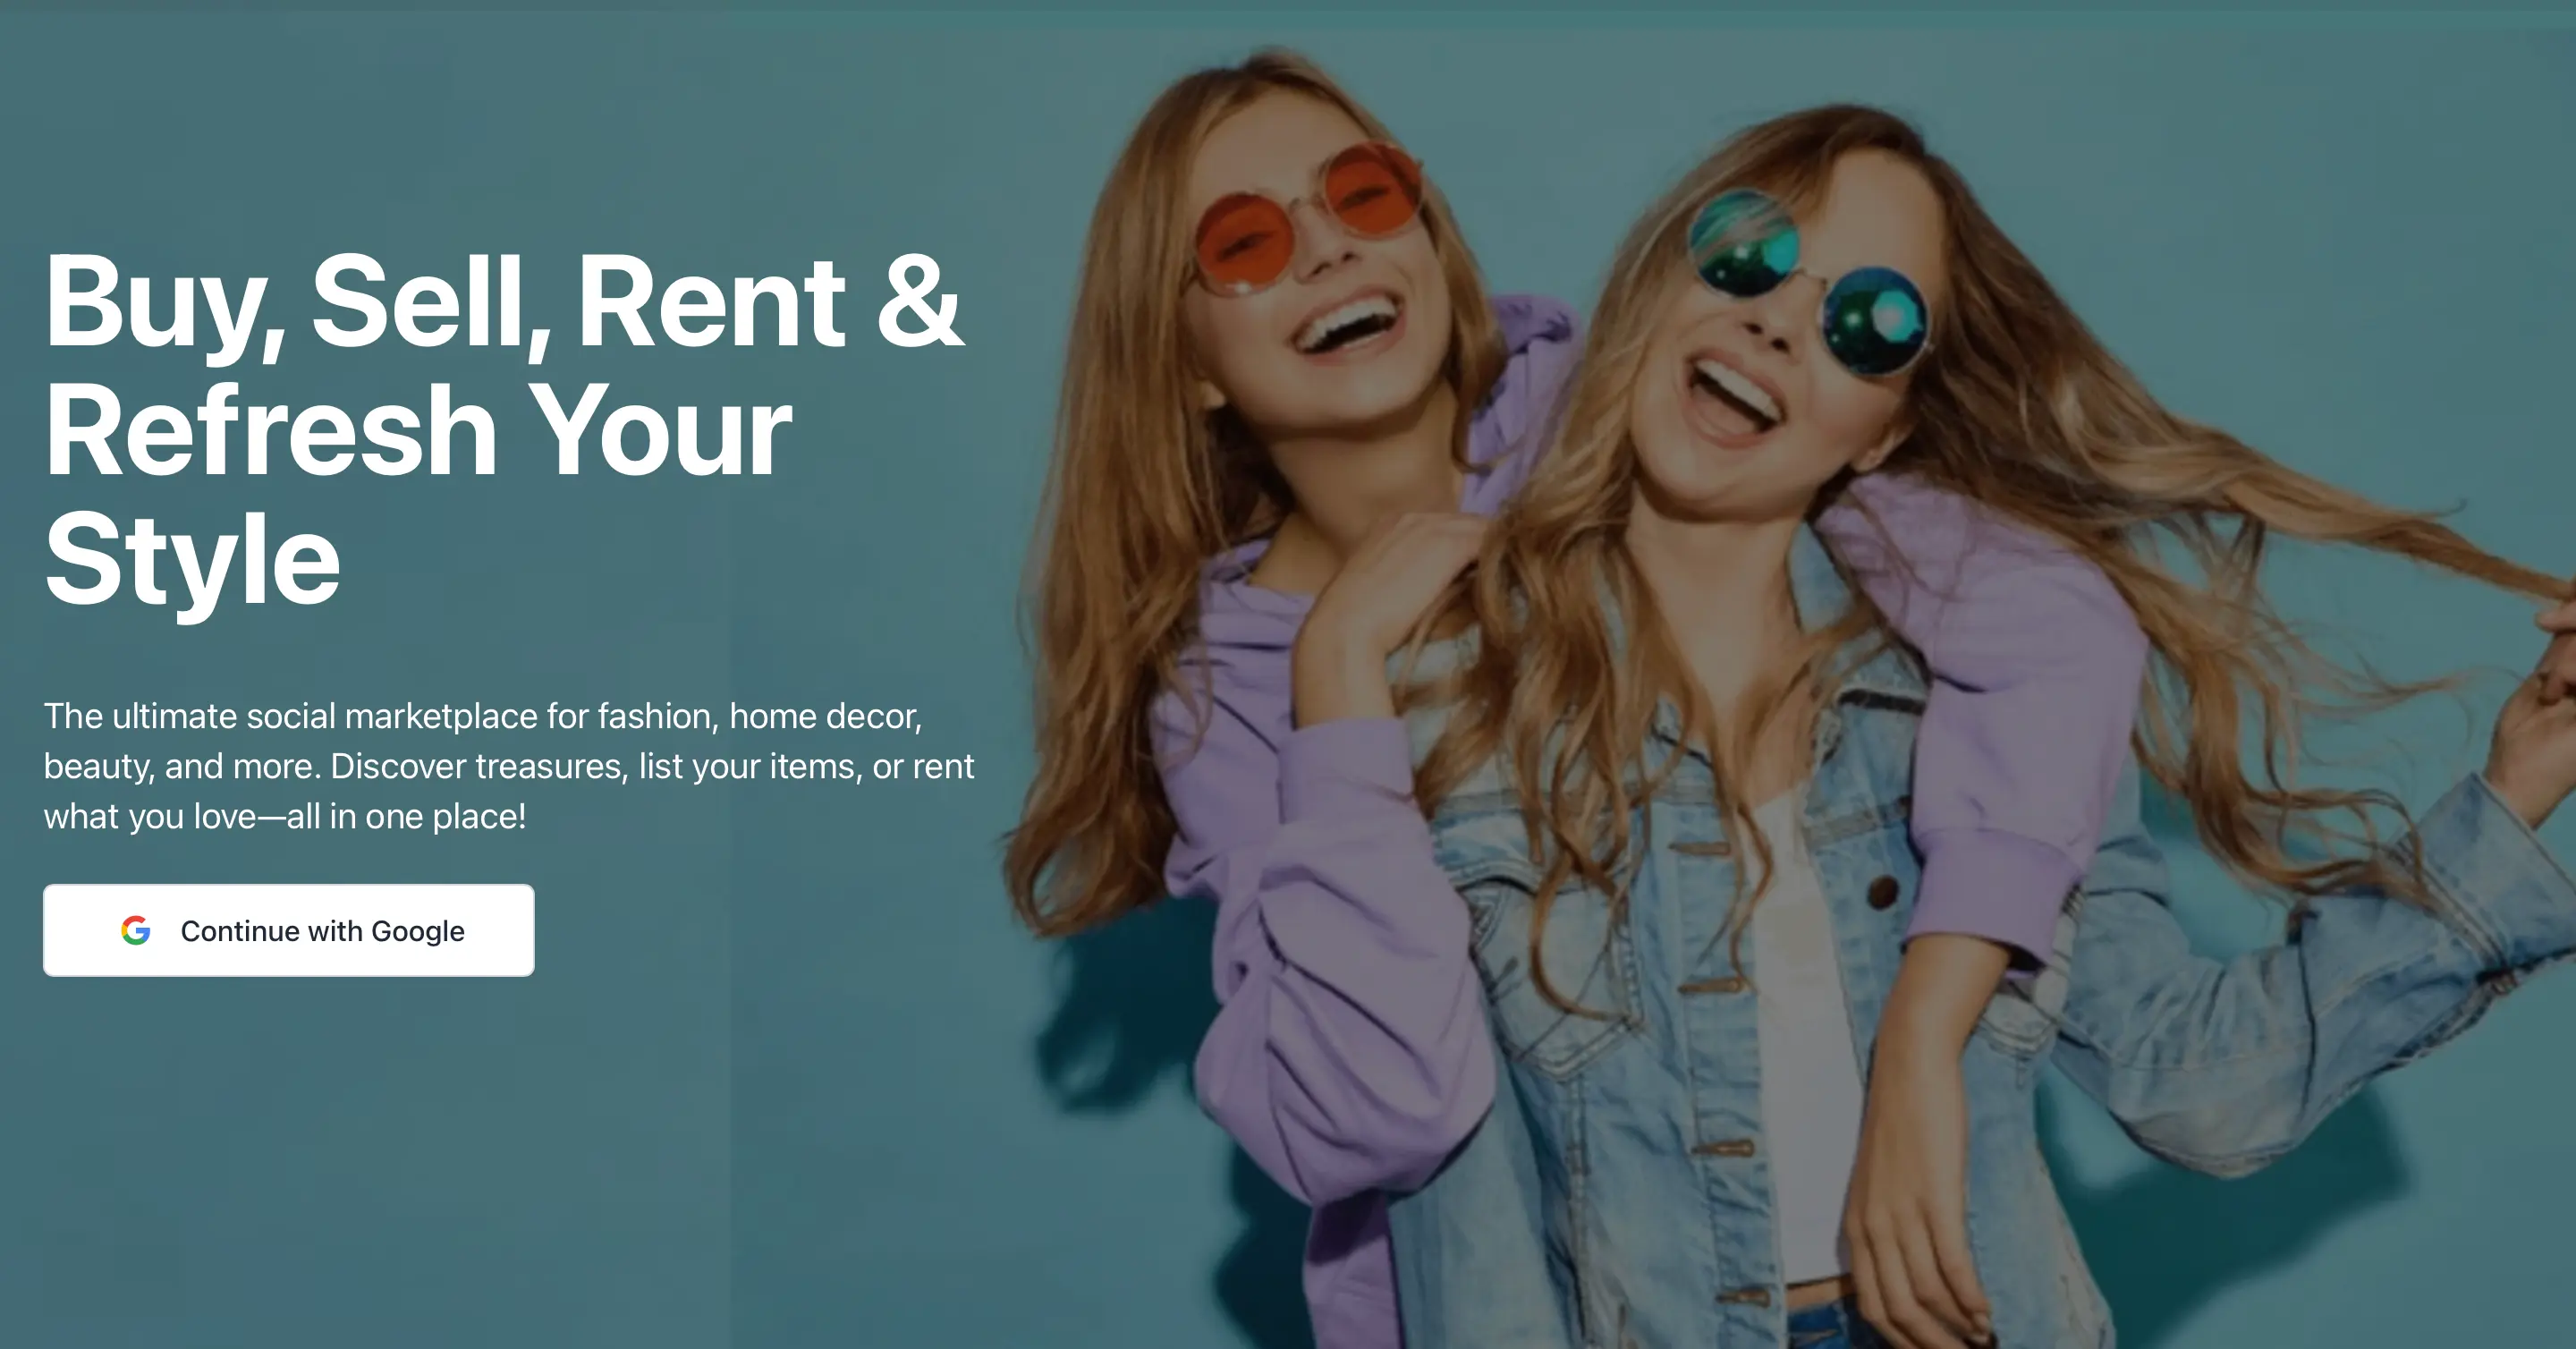 Buy, Sell, Rent &
Refresh Your
Style
The ultimate social marketplace for fashion, home decor,
beauty, and more. Discover treasures, list your items, or rent
what you love—all in one place!
Continue with Google